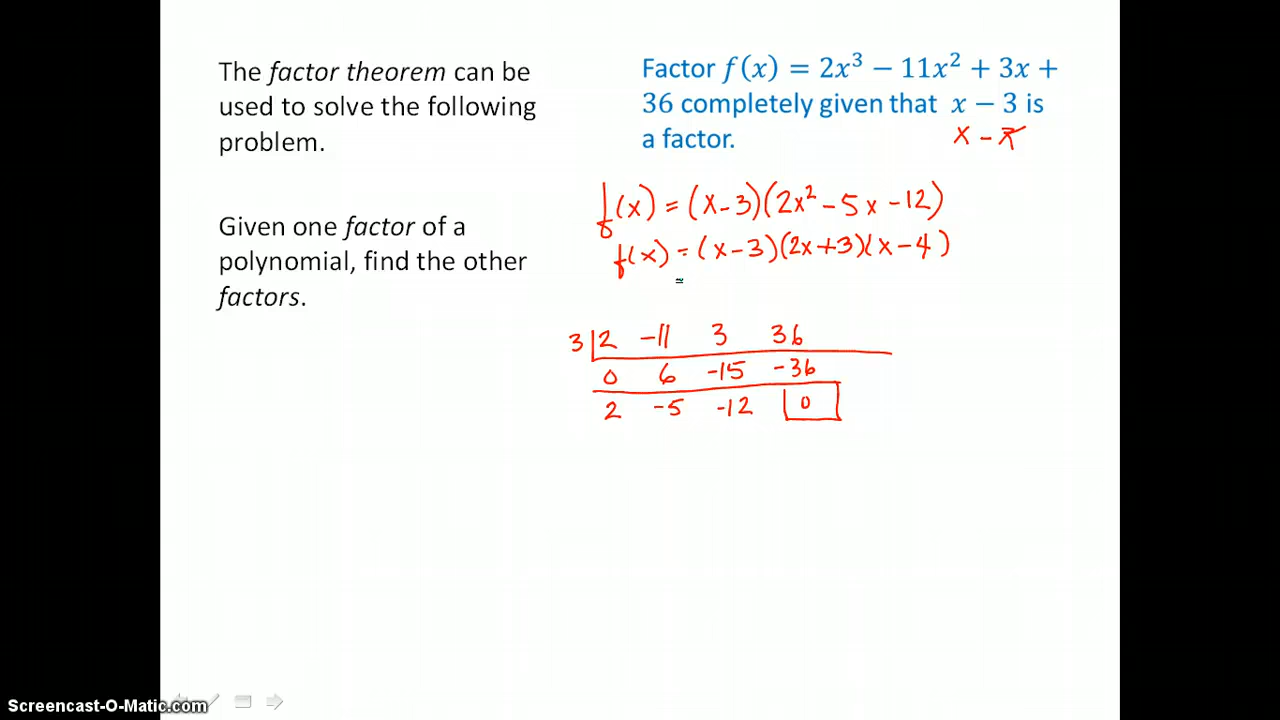 The factor theorem can be
used to solve the following
problem.
Given one factor of a
polynomial, find the other
factors.
Factor f(x) = 2x³ − 11x² + 3x +
36 completely given that x − 3 is
a factor.
x - r
f(x) = (x-3)(2x² - 5x - 12)
f(x) = (x-3)(2x+3)(x-4)
=
3 | 2 -11 3 36
0 6 -15 -36
2 -5 -12 0
Screencast-O-Matic.com